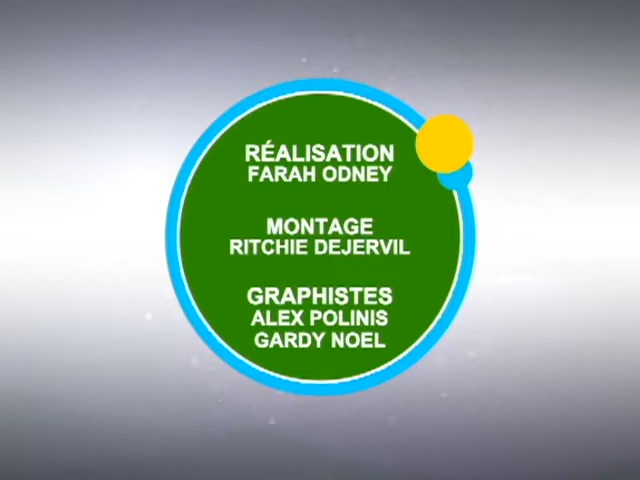 RÉALISATION
FARAH ODNEY
MONTAGE
RITCHIE DEJERVIL
GRAPHISTES
ALEX POLINIS
GARDY NOEL